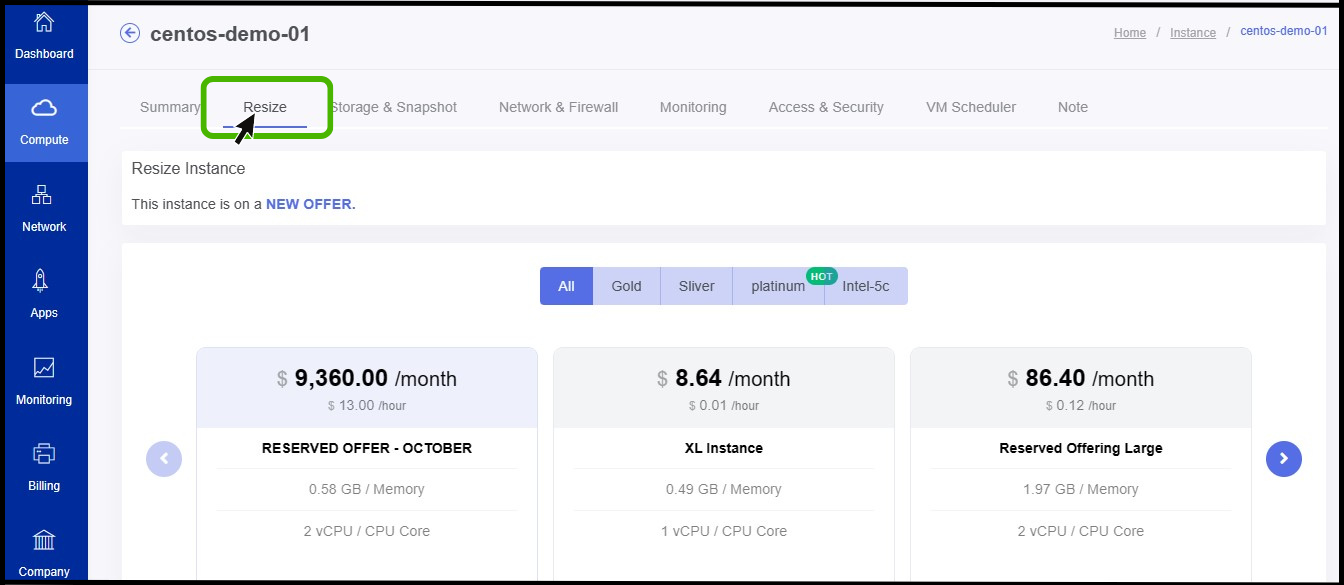 centos-demo-01
Home / Instance / centos-demo-01
Dashboard
Compute
Network
Apps
Monitoring
Billing
Company
Summary Resize Storage & Snapshot Network & Firewall Monitoring Access & Security VM Scheduler Note
Resize Instance
This instance is on a NEW OFFER.
All Gold Sliver platinum HOT Intel-5c
$ 9,360.00 /month
$ 13.00 /hour
RESERVED OFFER - OCTOBER
0.58 GB / Memory
2 vCPU / CPU Core
$ 8.64 /month
$ 0.01 /hour
XL Instance
0.49 GB / Memory
1 vCPU / CPU Core
$ 86.40 /month
$ 0.12 /hour
Reserved Offering Large
1.97 GB / Memory
2 vCPU / CPU Core